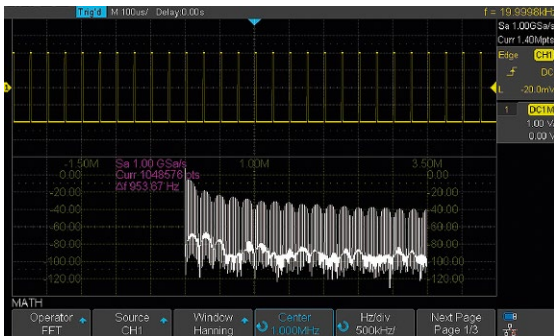 Trig'd M 100us/ Delay:0.00s f = 19.9998kHz
Sa 1.00GSa/s
Curr 1.40Mpts
Edge CH1
DC
L -20.0mV
1 DC1M
1.00 V/
0.00 V
1
-1.50M Sa 1.00 GSa/s 1.00M 3.50M
0.00 Curr 1048576 pts 0.00
-20.00 Δf 953.67 Hz -20.00
-40.00 -40.00
-60.00 -60.00
-80.00 -80.00
-100.00 -100.00
-120.00 -120.00
MATH
Operator Source Window Center Hz/div Next Page
FFT CH1 Hanning 1.000MHz 500kHz/ Page 1/3